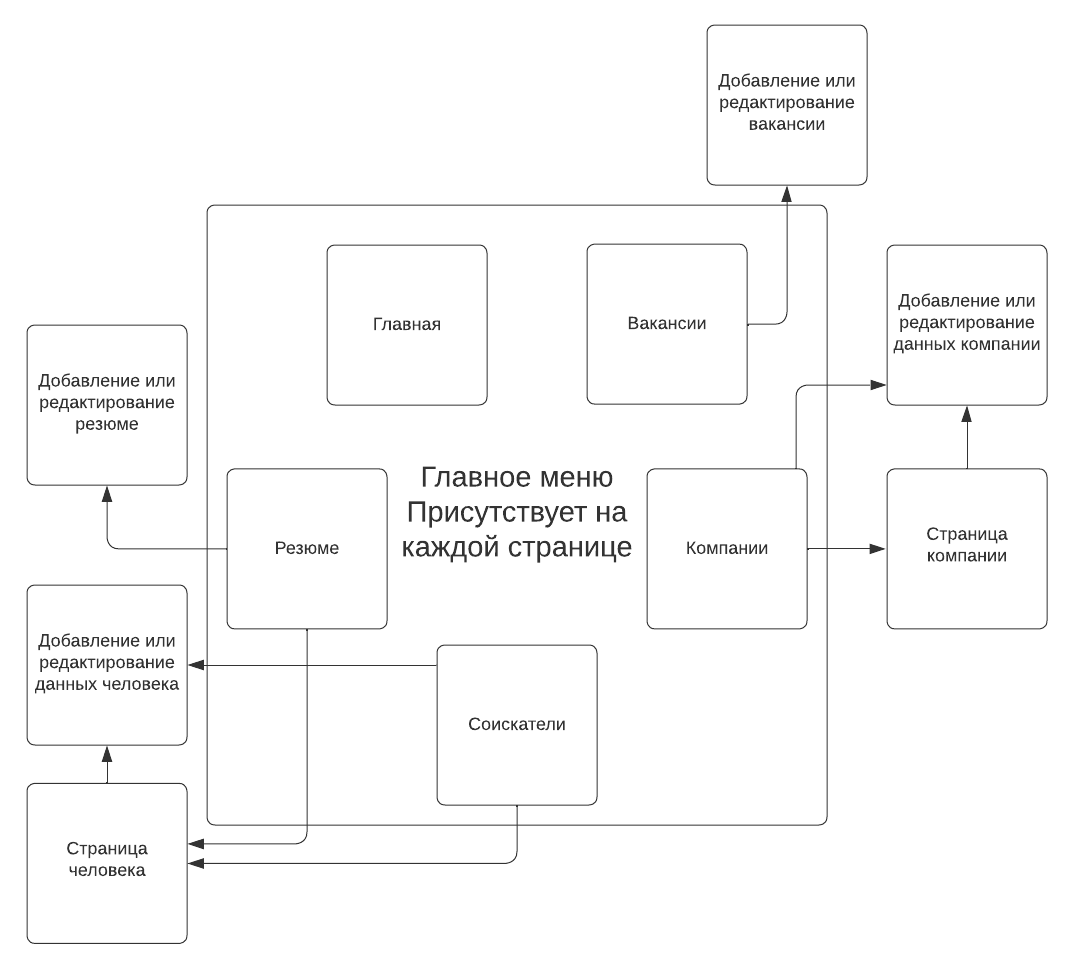 Добавление или
редактирование
вакансии
Главная
Вакансии
Добавление или
редактирование
данных компании
Добавление или
редактирование
резюме
Главное меню
Присутствует на
каждой странице
Резюме
Компании
Страница
компании
Добавление или
редактирование
данных человека
Соискатели
Страница
человека